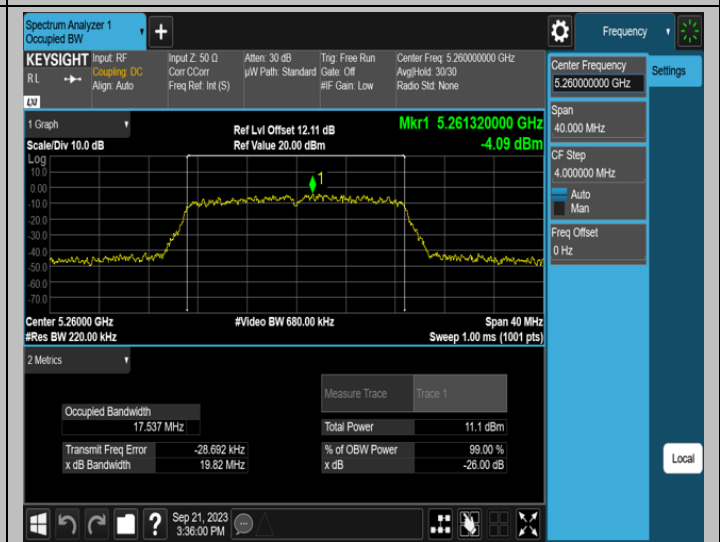 Spectrum Analyzer 1
Occupied BW
+
Frequency
KEYSIGHT
Input: RF
Coupling: DC
Align: Auto
Input Z: 50 Ω
Corr CCorr
Freq Ref: Int (S)
Atten: 30 dB
µW Path: Standard
Trig: Free Run
Gate: Off
#IF Gain: Low
Center Freq: 5.260000000 GHz
Avg|Hold: 30/30
Radio Std: None
RL
LXI
Center Frequency
5.260000000 GHz
Settings
Span
40.000 MHz
CF Step
4.000000 MHz
Auto
Man
Freq Offset
0 Hz
Local
1 Graph
Ref Lvl Offset 12.11 dB
Mkr1 5.261320000 GHz
Scale/Div 10.0 dB
Ref Value 20.00 dBm
-4.09 dBm
Log
10.0
0.00
-10.0
-20.0
-30.0
-40.0
-50.0
-60.0
-70.0
1
Center 5.26000 GHz
#Video BW 680.00 kHz
Span 40 MHz
#Res BW 220.00 kHz
Sweep 1.00 ms (1001 pts)
2 Metrics
Measure Trace
Trace 1
Occupied Bandwidth
17.537 MHz
Total Power
11.1 dBm
Transmit Freq Error
-28.692 kHz
% of OBW Power
99.00 %
x dB Bandwidth
19.82 MHz
x dB
-26.00 dB
?
Sep 21, 2023
3:36:00 PM